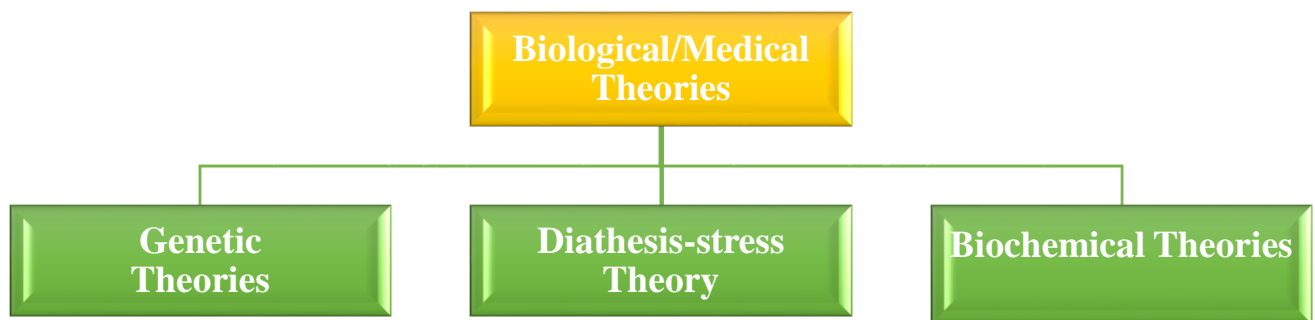 Biological/Medical
Theories
Genetic
Theories
Diathesis-stress
Theory
Biochemical Theories